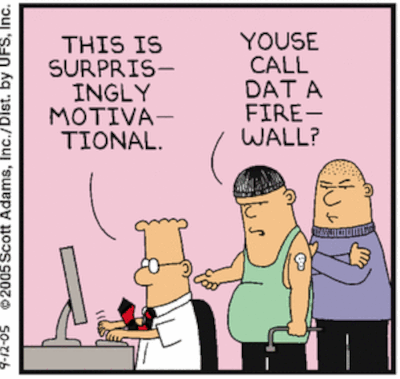 THIS IS
SURPRIS—
INGLY
MOTIVA—
TIONAL.
YOUSE
CALL
DAT A
FIRE—
WALL?
9-12-05 ©2005 Scott Adams, Inc./Dist. by UFS, Inc.